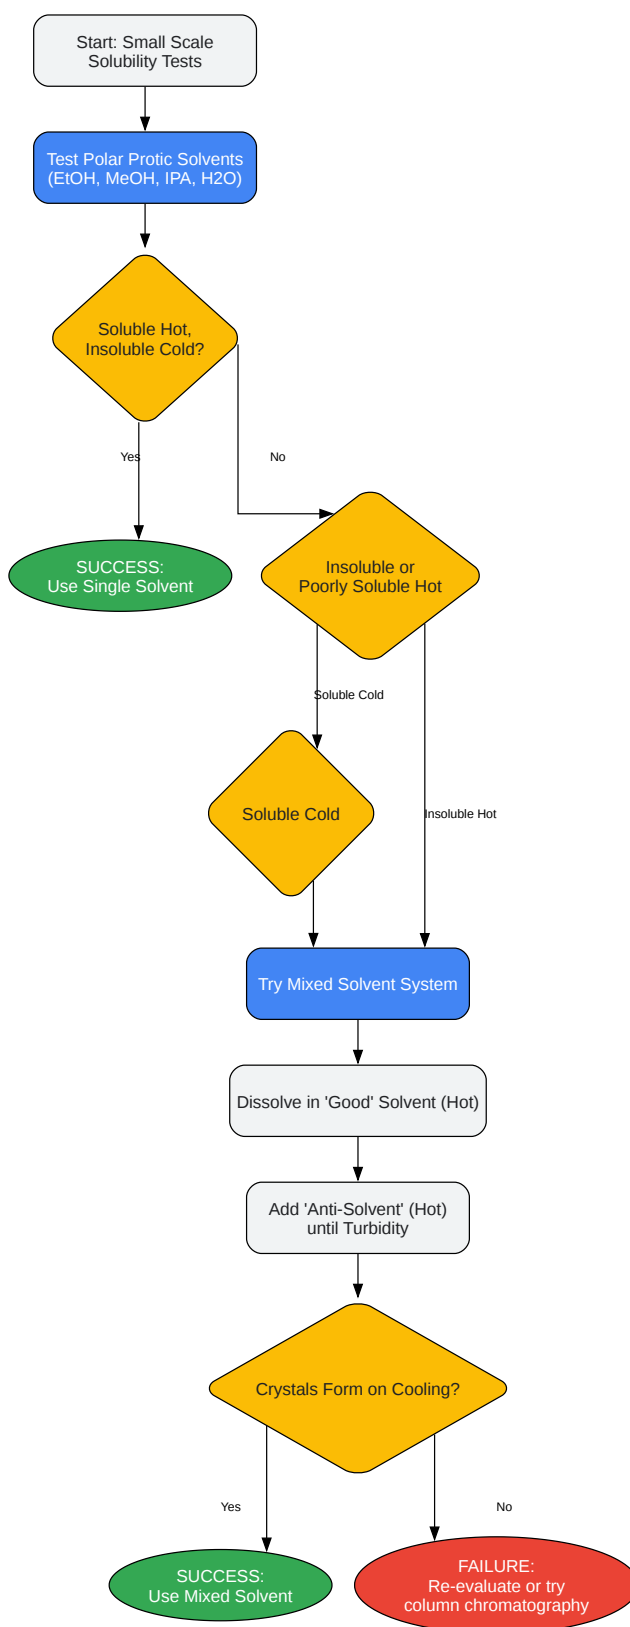 Start: Small Scale
Solubility Tests
Test Polar Protic Solvents
(EtOH, MeOH, IPA, H2O)
Soluble Hot,
Insoluble Cold?
Yes
No
SUCCESS:
Use Single Solvent
Insoluble or
Poorly Soluble Hot
Soluble Cold
Soluble Cold
Insoluble Hot
Try Mixed Solvent System
Dissolve in 'Good' Solvent (Hot)
Add 'Anti-Solvent' (Hot)
until Turbidity
Crystals Form on Cooling?
Yes
No
SUCCESS:
Use Mixed Solvent
FAILURE:
Re-evaluate or try
column chromatography